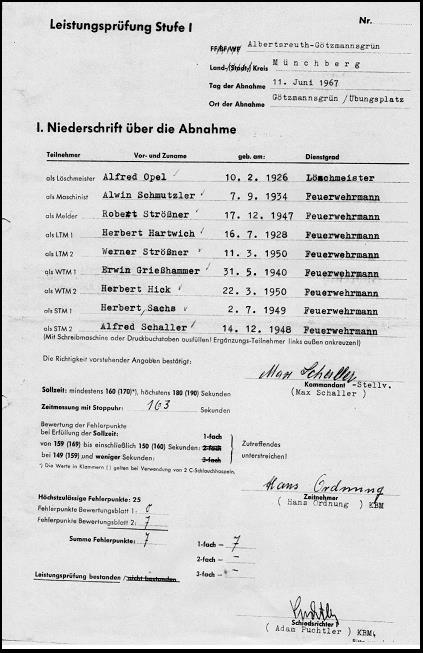 Leistungsprüfung Stufe I
Nr.
FF/BF/WF Albertsreuth-Götzmannsgrün
Land-(Stadt-)Kreis Münchberg
Tag der Abnahme 11. Juni 1967
Ort der Abnahme Götzmannsgrün /Übungsplatz
I. Niederschrift über die Abnahme
Teilnehmer Vor- und Zuname geb. am: Dienstgrad
als Löschmeister Alfred Opel 10. 2. 1926 Löschmeister
als Maschinist Alwin Schmutzler 7. 9. 1934 Feuerwehrmann
als Melder Robert Strößner 17. 12. 1947 Feuerwehrmann
als LTM 1 Herbert Hartwich 16. 7. 1928 Feuerwehrmann
als LTM 2 Werner Strößner 11. 3. 1950 Feuerwehrmann
als WTM 1 Erwin Grießhammer 31. 5. 1940 Feuerwehrmann
als WTM 2 Herbert Hick 22. 3. 1950 Feuerwehrmann
als STM 1 Herbert Sachs 2. 7. 1949 Feuerwehrmann
als STM 2 Alfred Schaller 14. 12. 1948 Feuerwehrmann
(Mit Schreibmaschine oder Druckbuchstaben ausfüllen! Ergänzungs-Teilnehmer links außen ankreuzen!)
Die Richtigkeit vorstehender Angaben bestätigt:
Max Schaller
Kommandant -Stellv.
(Max Schaller )
Sollzeit: mindestens 160 (170)*), höchstens 180 (190) Sekunden
Zeitmessung mit Stoppuhr: 163 Sekunden
Bewertung der Fehlerpunkte
bei Erfüllung der Sollzeit: 1-fach
von 159 (169) bis einschließlich 150 (160) Sekunden: 2-fach
bei 149 (159) und weniger Sekunden: 3-fach
Zutreffendes
unterstreichen!
*) Die Werte in Klammern ( ) gelten bei Verwendung von 2 C-Schlauchhaspeln.
Hans Ordnung
Zeitnehmer
( Hans Ordnung ) KBM
Höchstzulässige Fehlerpunkte: 25
Fehlerpunkte Bewertungsblatt 1: 0
Fehlerpunkte Bewertungsblatt 2: 7
Summe Fehlerpunkte: 7 1-fach – 7
2-fach – –
3-fach – –
Leistungsprüfung bestanden / nicht bestanden
Puchtler
Schiedsrichter
( Adam Puchtler ) KBM.